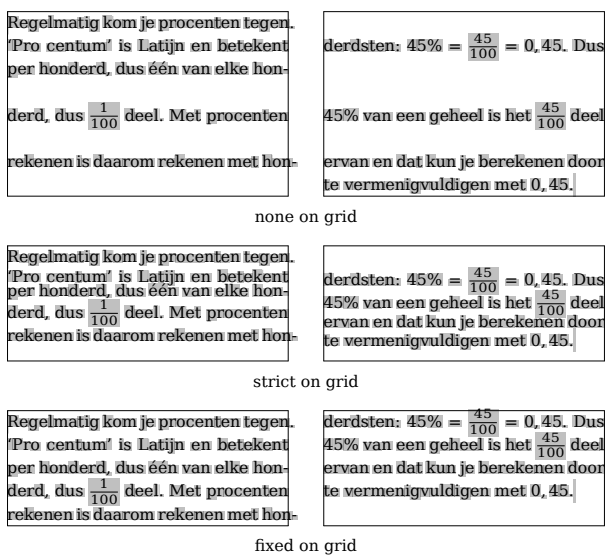 Regelmatig kom je procenten tegen.
‘Pro centum’ is Latijn en betekent
per honderd, dus één van elke hon-
derd, dus 1/100 deel. Met procenten
rekenen is daarom rekenen met hon-
derdsten: 45% = 45/100 = 0, 45. Dus
45% van een geheel is het 45/100 deel
ervan en dat kun je berekenen door
te vermenigvuldigen met 0, 45.
none on grid
Regelmatig kom je procenten tegen.
‘Pro centum’ is Latijn en betekent
per honderd, dus één van elke hon-
derd, dus 1/100 deel. Met procenten
rekenen is daarom rekenen met hon-
derdsten: 45% = 45/100 = 0, 45. Dus
45% van een geheel is het 45/100 deel
ervan en dat kun je berekenen door
te vermenigvuldigen met 0, 45.
strict on grid
Regelmatig kom je procenten tegen.
‘Pro centum’ is Latijn en betekent
per honderd, dus één van elke hon-
derd, dus 1/100 deel. Met procenten
rekenen is daarom rekenen met hon-
derdsten: 45% = 45/100 = 0, 45. Dus
45% van een geheel is het 45/100 deel
ervan en dat kun je berekenen door
te vermenigvuldigen met 0, 45.
fixed on grid